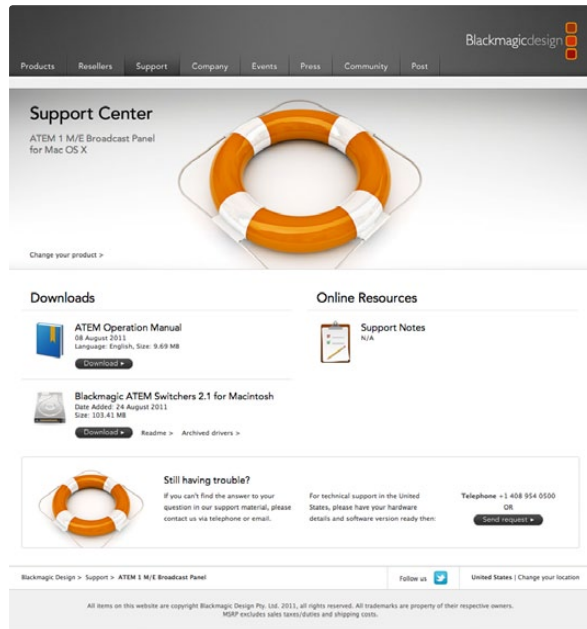 Blackmagicdesign
Products Resellers Support Company Events Press Community Post
Support Center
ATEM 1 M/E Broadcast Panel
for Mac OS X
Change your product >
Downloads
ATEM Operation Manual
08 August 2011
Language: English, Size: 9.69 MB
Download
Blackmagic ATEM Switchers 2.1 for Macintosh
Date Added: 24 August 2011
Size: 103.41 MB
Download Readme > Archived drivers >
Online Resources
Support Notes
N/A
Still having trouble?
If you can't find the answer to your
question in our support material, please
contact us via telephone or email.
For technical support in the United
States, please have your hardware
details and software version ready then:
Telephone +1 408 954 0500
OR
Send request
Blackmagic Design > Support > ATEM 1 M/E Broadcast Panel
Follow us
United States | Change your location
All items on this website are copyright Blackmagic Design Pty. Ltd. 2011, all rights reserved. All trademarks are property of their respective owners.
MSRP excludes sales taxes/duties and shipping costs.